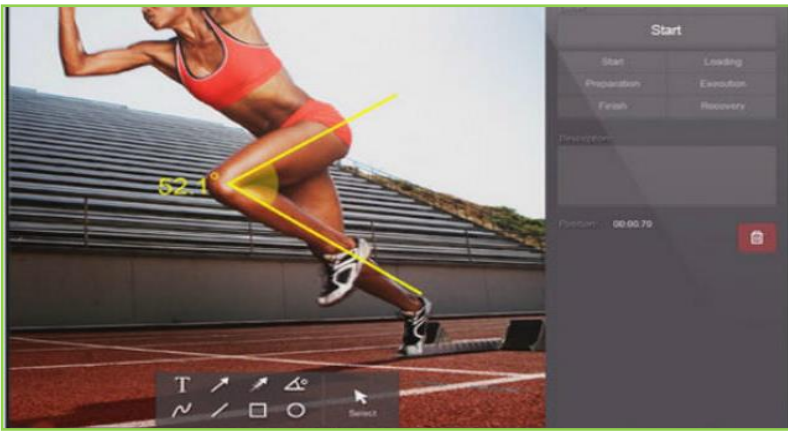 Start
Start Loading
Preparation Execution
Finish Recovery
Description
Position: 00:00.70
52.1°
T
Select